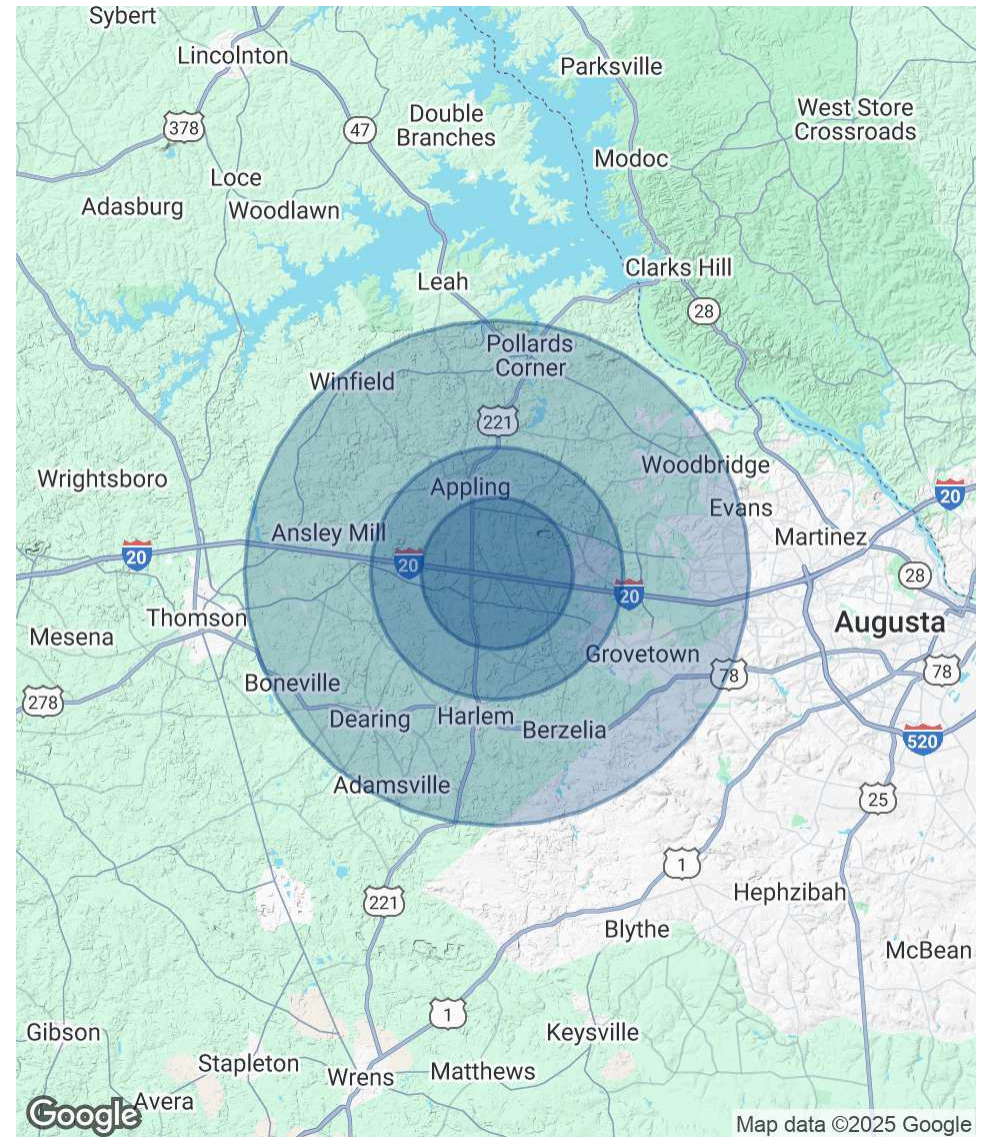 Sybert
Lincolnton
Parksville
378
47
Double
Branches
West Store
Crossroads
Modoc
Loce
Adasburg
Woodlawn
Leah
Clarks Hill
28
Pollards
Corner
Winfield
221
Wrightsboro
Woodbridge
Appling
20
Evans
Ansley Mill
Martinez
20
20
28
20
Thomson
Augusta
Mesena
Grovetown
78
78
278
Boneville
Dearing
Harlem
Berzelia
520
Adamsville
25
1
221
Hephzibah
Blythe
McBean
1
Gibson
Keysville
Stapleton
Wrens
Matthews
Avera
Google
Map data ©2025 Google